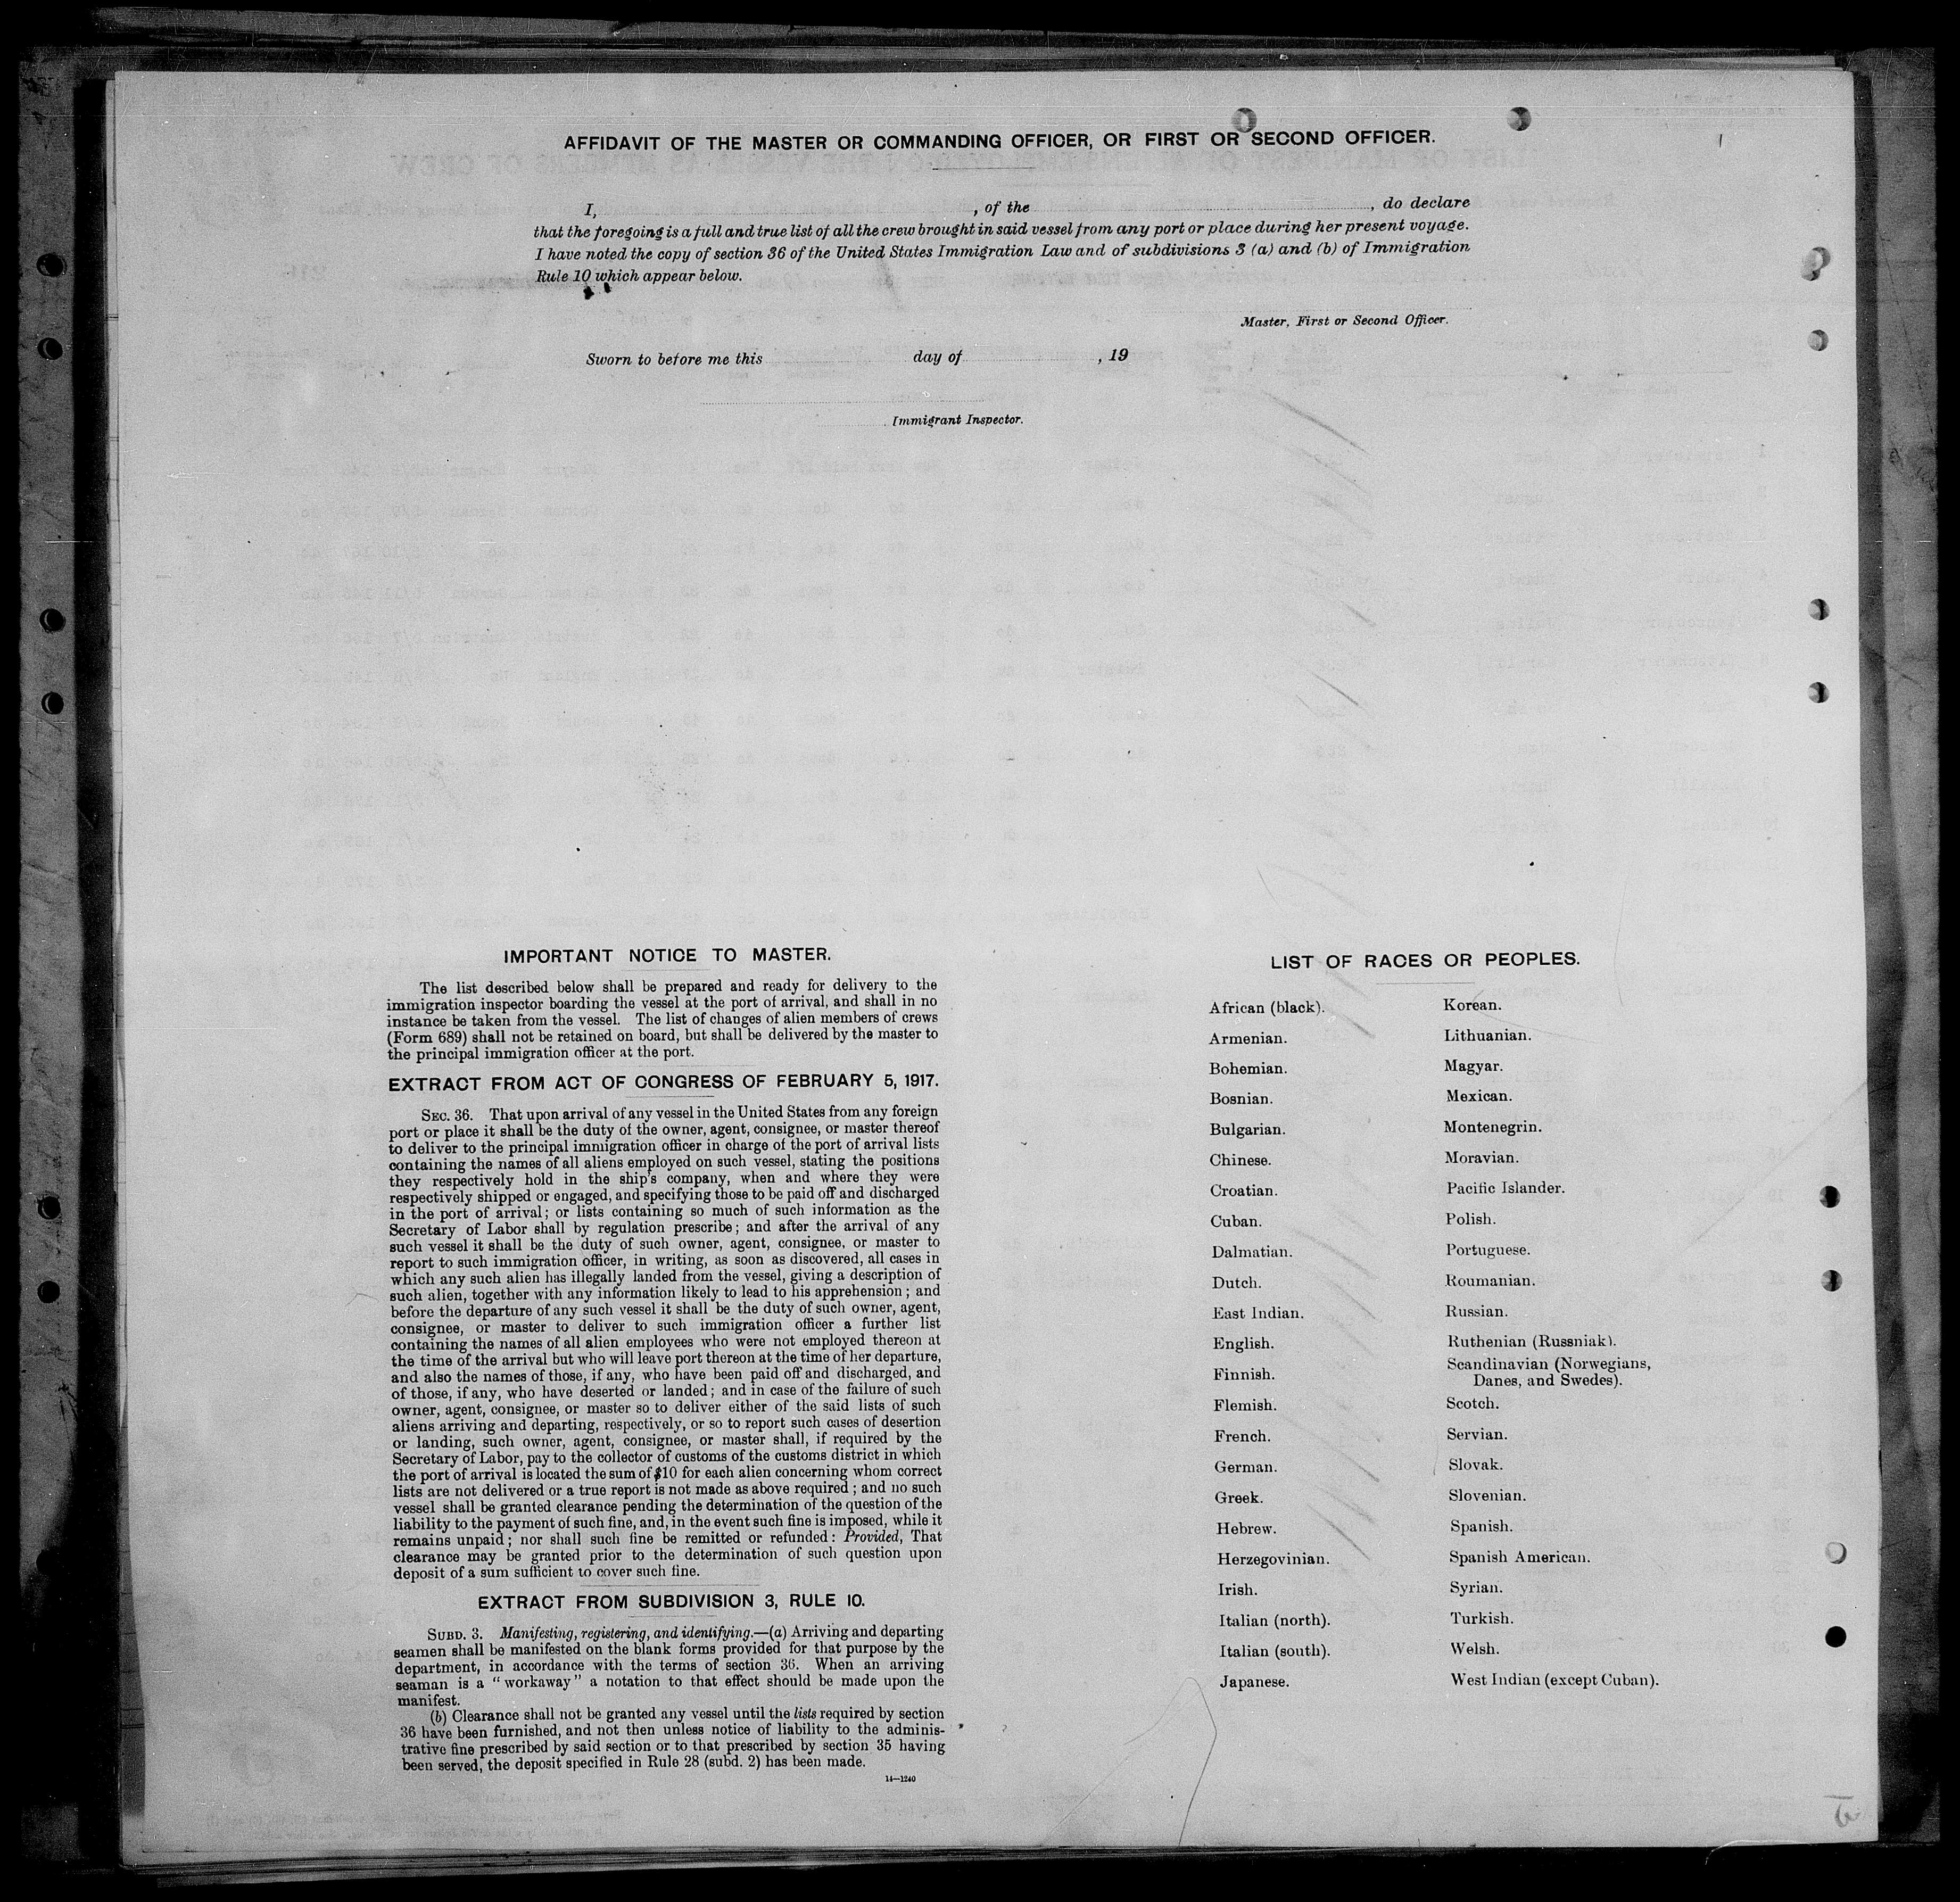 AFFIDAVIT OF THE MASTER OR COMMANDING OFFICER, OR FIRST OR SECOND OFFICER.
I, , of the , do declare
that the foregoing is a full and true list of all the crew brought in said vessel from any port or place during her present voyage.
I have noted the copy of section 36 of the United States Immigration Law and of subdivisions 3 (a) and (b) of Immigration
Rule 10 which appear below.
Master, First or Second Officer.
Sworn to before me this day of , 19
Immigrant Inspector.
IMPORTANT NOTICE TO MASTER.
The list described below shall be prepared and ready for delivery to the
immigration inspector boarding the vessel at the port of arrival, and shall in no
instance be taken from the vessel. The list of changes of alien members of crews
(Form 689) shall not be retained on board, but shall be delivered by the master to
the principal immigration officer at the port.
EXTRACT FROM ACT OF CONGRESS OF FEBRUARY 5, 1917.
SEC. 36. That upon arrival of any vessel in the United States from any foreign
port or place it shall be the duty of the owner, agent, consignee, or master thereof
to deliver to the principal immigration officer in charge of the port of arrival lists
containing the names of all aliens employed on such vessel, stating the positions
they respectively hold in the ship's company, when and where they were
respectively shipped or engaged, and specifying those to be paid off and discharged
in the port of arrival; or lists containing so much of such information as the
Secretary of Labor shall by regulation prescribe; and after the arrival of any
such vessel it shall be the duty of such owner, agent, consignee, or master to
report to such immigration officer, in writing, as soon as discovered, all cases in
which any such alien has illegally landed from the vessel, giving a description of
such alien, together with any information likely to lead to his apprehension; and
before the departure of any such vessel it shall be the duty of such owner, agent,
consignee, or master to deliver to such immigration officer a further list
containing the names of all alien employees who were not employed thereon at
the time of the arrival but who will leave port thereon at the time of her departure,
and also the names of those, if any, who have been paid off and discharged, and
of those, if any, who have deserted or landed; and in case of the failure of such
owner, agent, consignee, or master so to deliver either of the said lists of such
aliens arriving and departing, respectively, or so to report such cases of desertion
or landing, such owner, agent, consignee, or master shall, if required by the
Secretary of Labor, pay to the collector of customs of the customs district in which
the port of arrival is located the sum of $10 for each alien concerning whom correct
lists are not delivered or a true report is not made as above required; and no such
vessel shall be granted clearance pending the determination of the question of the
liability to the payment of such fine, and, in the event such fine is imposed, while it
remains unpaid; nor shall such fine be remitted or refunded: Provided, That
clearance may be granted prior to the determination of such question upon
deposit of a sum sufficient to cover such fine.
EXTRACT FROM SUBDIVISION 3, RULE 10.
SUBD. 3. Manifesting, registering, and identifying.—(a) Arriving and departing
seamen shall be manifested on the blank forms provided for that purpose by the
department, in accordance with the terms of section 36. When an arriving
seaman is a "workaway" a notation to that effect should be made upon the
manifest.
(b) Clearance shall not be granted any vessel until the lists required by section
36 have been furnished, and not then unless notice of liability to the adminis-
trative fine prescribed by said section or to that prescribed by section 35 having
been served, the deposit specified in Rule 28 (subd. 2) has been made.
14—1240
LIST OF RACES OR PEOPLES.
African (black).
Armenian.
Bohemian.
Bosnian.
Bulgarian.
Chinese.
Croatian.
Cuban.
Dalmatian.
Dutch.
East Indian.
English.
Finnish.
Flemish.
French.
German.
Greek.
Hebrew.
Herzegovinian.
Irish.
Italian (north).
Italian (south).
Japanese.
Korean.
Lithuanian.
Magyar.
Mexican.
Montenegrin.
Moravian.
Pacific Islander.
Polish.
Portuguese.
Roumanian.
Russian.
Ruthenian (Russniak).
Scandinavian (Norwegians,
Danes, and Swedes).
Scotch.
Servian.
Slovak.
Slovenian.
Spanish.
Spanish American.
Syrian.
Turkish.
Welsh.
West Indian (except Cuban).